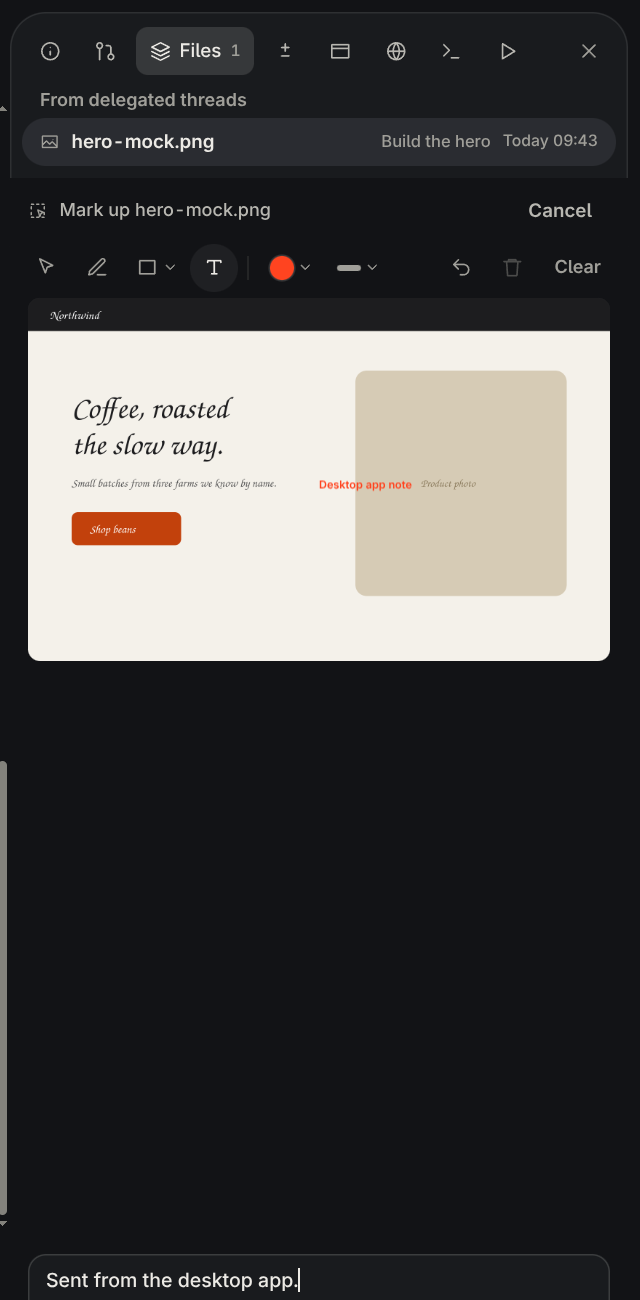 Files 1
From delegated threads
hero-mock.png Build the hero Today 09:43
Mark up hero-mock.png Cancel
T Clear
Northwind
Coffee, roasted
the slow way.
Small batches from three farms we know by name.
Desktop app note Product photo
Shop beans
Sent from the desktop app.